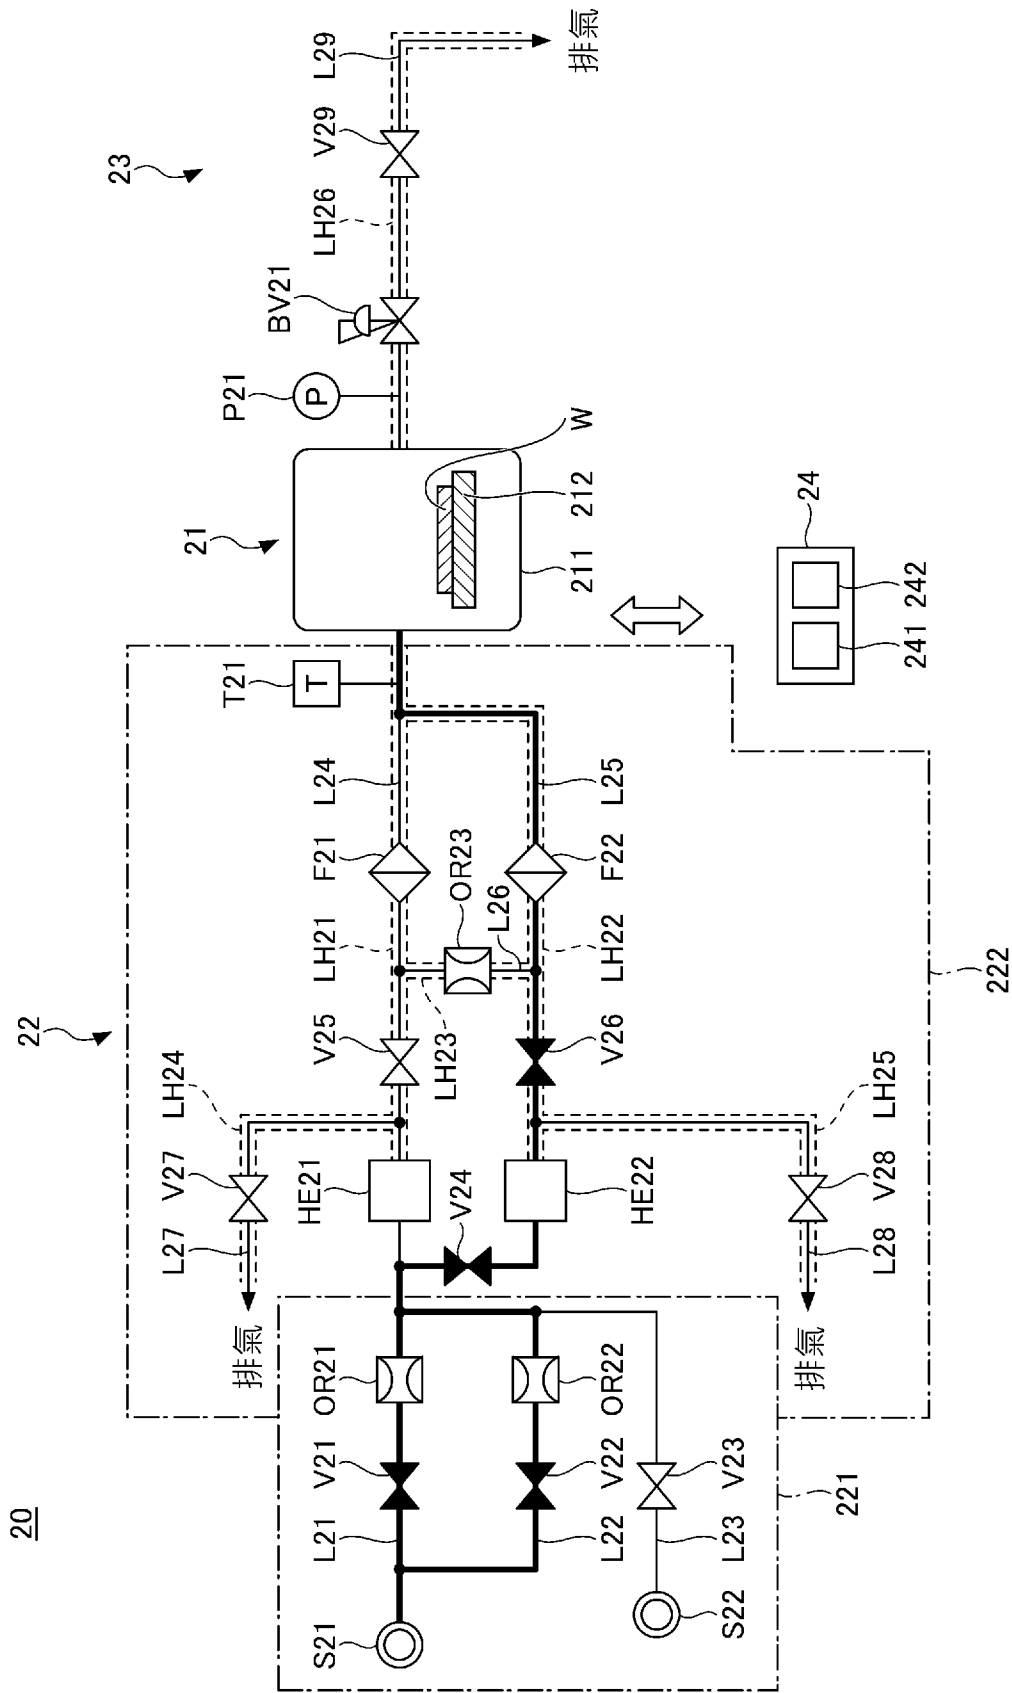 20
22
21
23
S21
L21
V21
OR21
L22
V22
OR22
S22
L23
V23
221
排氣
L27
V27
LH24
HE21
V24
HE22
排氣
L28
V28
LH25
V25
LH23
V26
LH21
L26
OR23
LH22
F21
F22
L24
L25
T21
T
222
211
212
W
P21
P
BV21
LH26
V29
L29
排氣
24
241
242